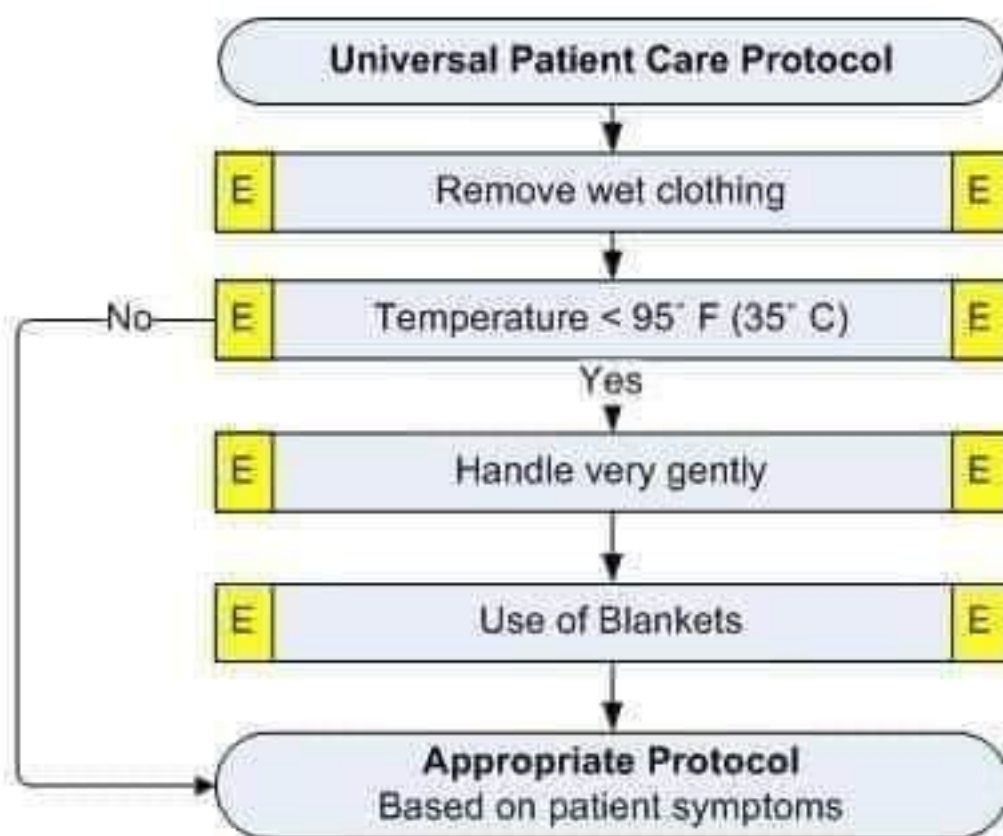 Universal Patient Care Protocol
E Remove wet clothing E
No E Temperature < 95° F (35° C) E
Yes
E Handle very gently E
E Use of Blankets E
Appropriate Protocol
Based on patient symptoms